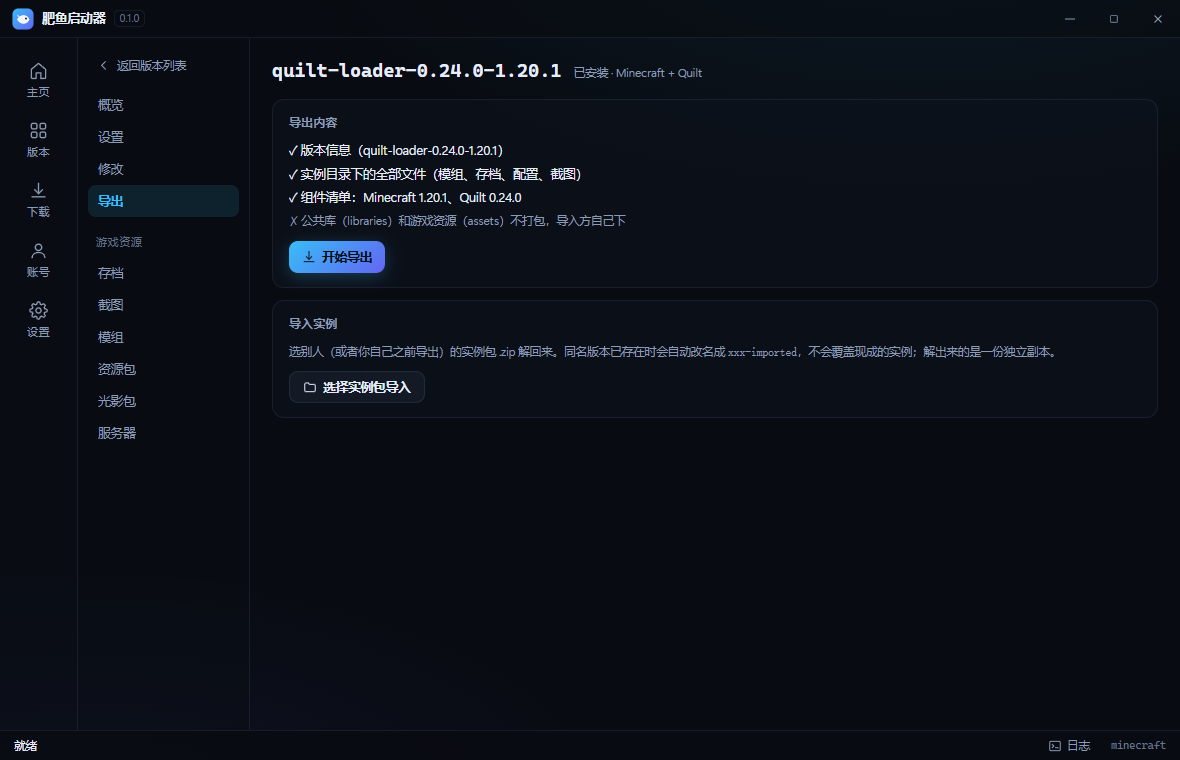 肥鱼启动器 0.1.0
主页
版本
下载
账号
设置
返回版本列表
概览
设置
修改
导出
游戏资源
存档
截图
模组
资源包
光影包
服务器
quilt-loader-0.24.0-1.20.1 已安装 · Minecraft + Quilt
导出内容
✓ 版本信息（quilt-loader-0.24.0-1.20.1）
✓ 实例目录下的全部文件（模组、存档、配置、截图）
✓ 组件清单：Minecraft 1.20.1、Quilt 0.24.0
✗ 公共库（libraries）和游戏资源（assets）不打包，导入方自己下
开始导出
导入实例
选别人（或者你自己之前导出）的实例包 .zip 解回来。同名版本已存在时会自动改名成 xxx-imported，不会覆盖现成的实例；解出来的是一份独立副本。
选择实例包导入
就绪
日志
minecraft